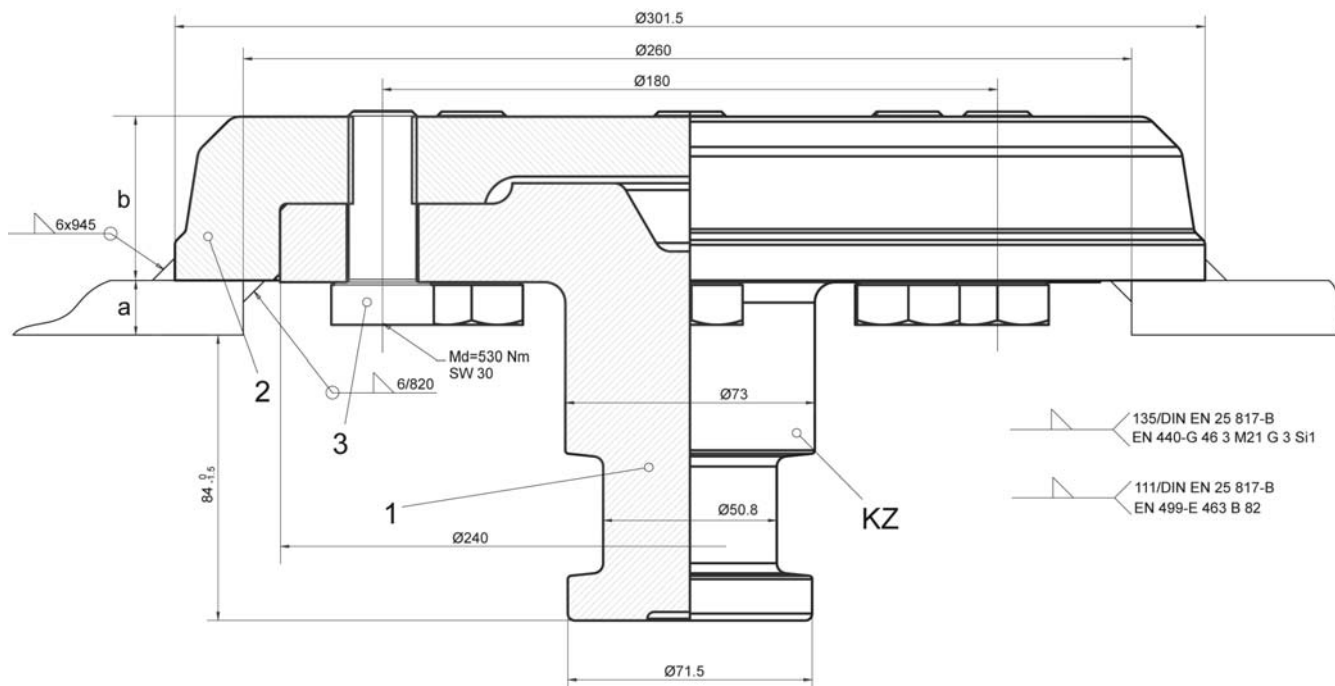 Ø301.5
Ø260
Ø180
b
6x945
a
Md=530 Nm
SW 30
2
6/820
3
Ø73
135/DIN EN 25 817-B
EN 440-G 46 3 M21 G 3 Si1
84 0 -1.5
1
Ø50.8
KZ
111/DIN EN 25 817-B
EN 499-E 463 B 82
Ø240
Ø71.5